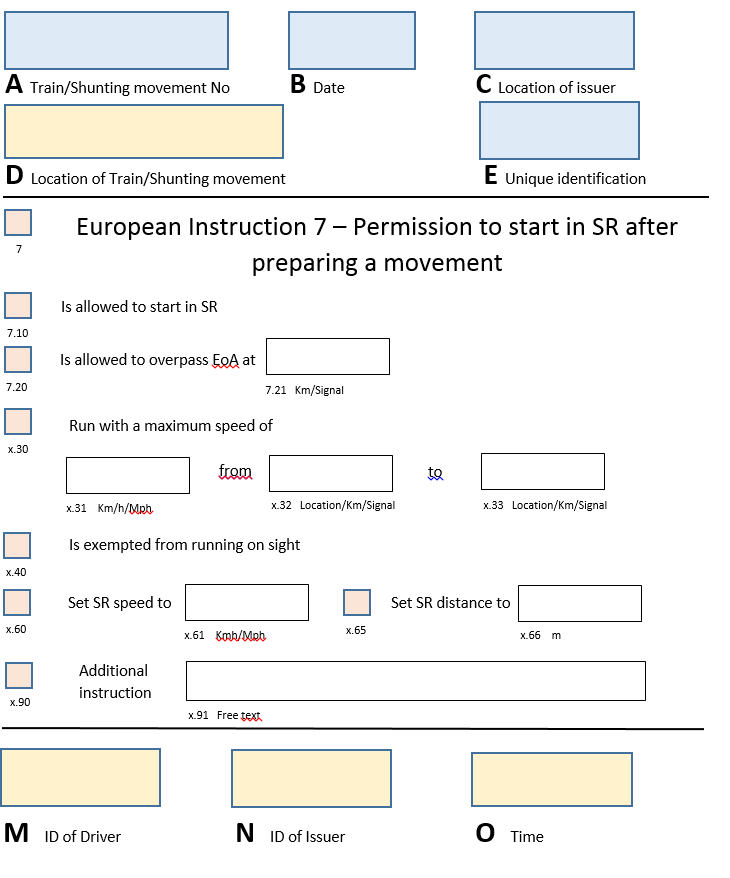 A Train/Shunting movement No
B Date
C Location of issuer
D Location of Train/Shunting movement
E Unique identification
7
European Instruction 7 – Permission to start in SR after
preparing a movement
7.10
Is allowed to start in SR
7.20
Is allowed to overpass EoA at
7.21 Km/Signal
x.30
Run with a maximum speed of
x.31 Km/h/Mph
from
x.32 Location/Km/Signal
to
x.33 Location/Km/Signal
x.40
Is exempted from running on sight
x.60
Set SR speed to
x.61 Kmh/Mph
x.65
Set SR distance to
x.66 m
x.90
Additional
instruction
x.91 Free text
M ID of Driver
N ID of Issuer
O Time